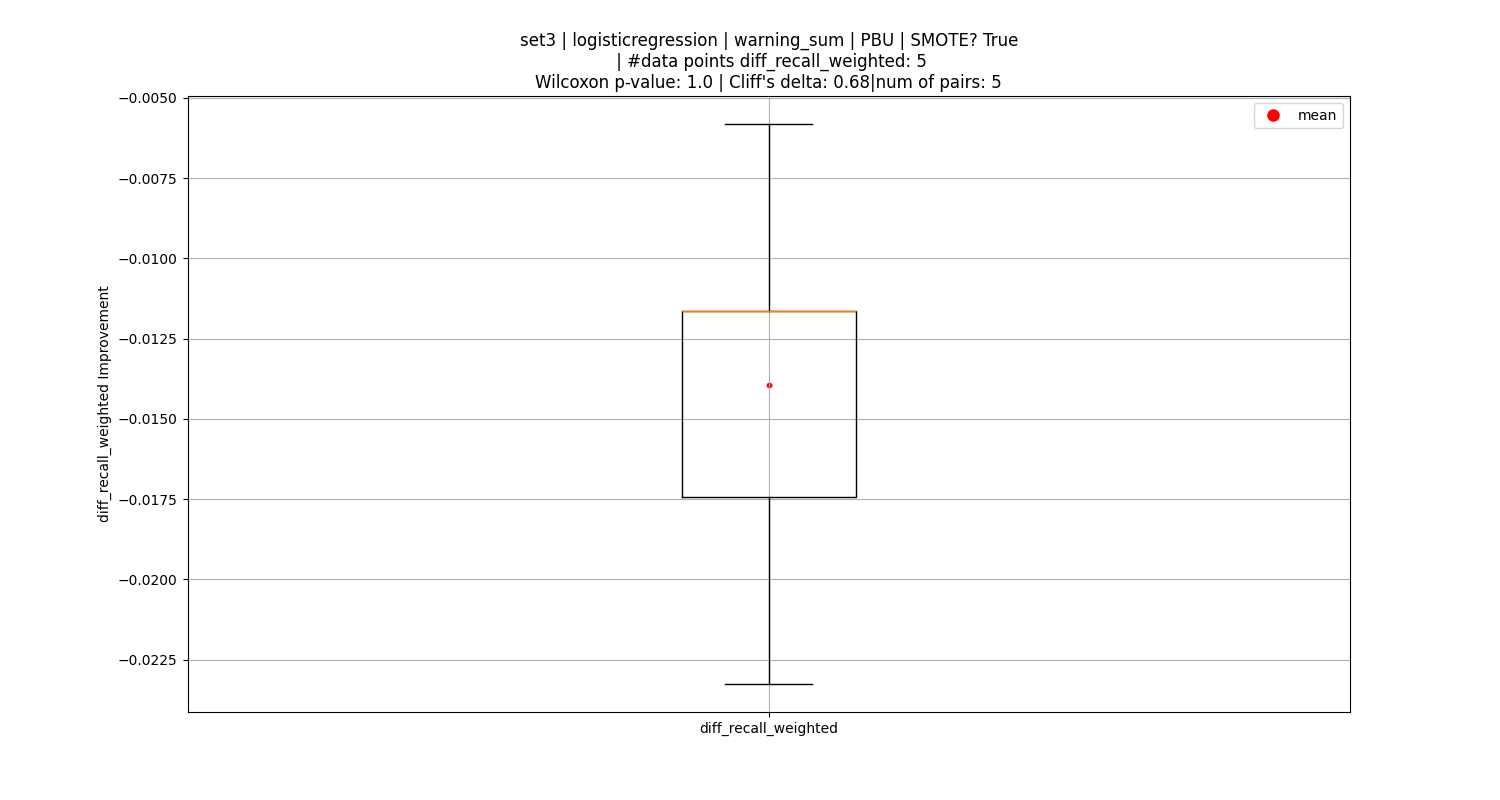 set3 | logisticregression | warning_sum | PBU | SMOTE? True
| #data points diff_recall_weighted: 5
Wilcoxon p-value: 1.0 | Cliff's delta: 0.68|num of pairs: 5
mean
−0.0050
−0.0075
−0.0100
−0.0125
−0.0150
−0.0175
−0.0200
−0.0225
diff_recall_weighted Improvement
diff_recall_weighted